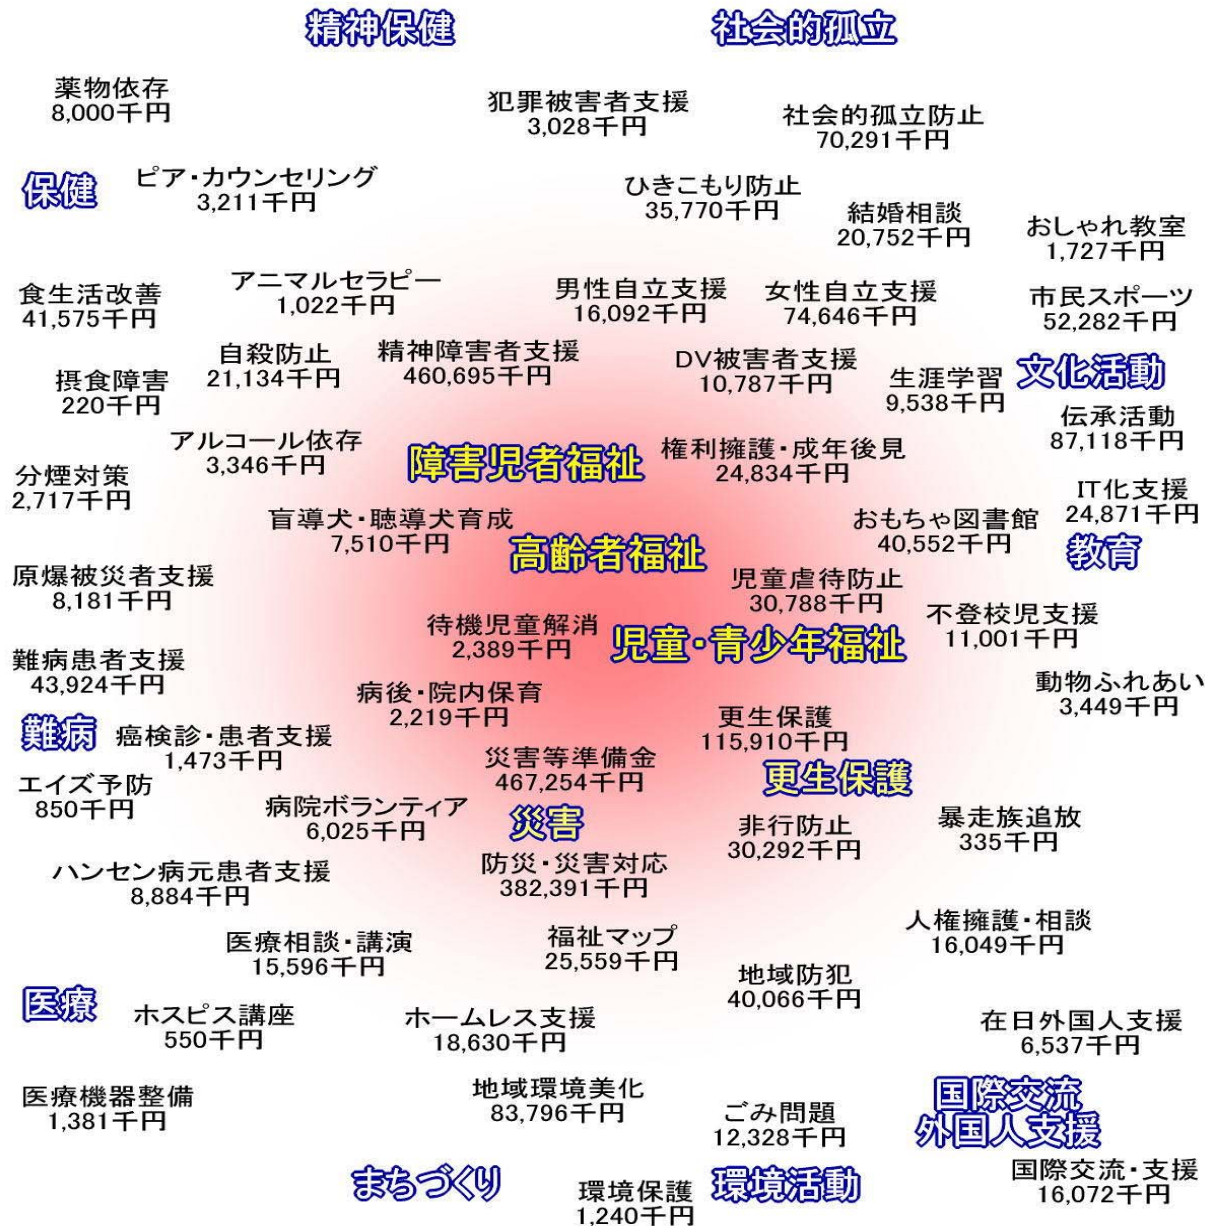 精神保健
社会的孤立
薬物依存
8,000千円
犯罪被害者支援
3,028千円
社会的孤立防止
70,291千円
保健
ピア・カウンセリング
3,211千円
ひきこもり防止
35,770千円
結婚相談
20,752千円
おしゃれ教室
1,727千円
食生活改善
41,575千円
アニマルセラピー
1,022千円
男性自立支援
16,092千円
女性自立支援
74,646千円
市民スポーツ
52,282千円
自殺防止
21,134千円
精神障害者支援
460,695千円
DV被害者支援
10,787千円
生涯学習
9,538千円
文化活動
摂食障害
220千円
伝承活動
87,118千円
アルコール依存
3,346千円
障害児者福祉
権利擁護・成年後見
24,834千円
分煙対策
2,717千円
IT化支援
24,871千円
盲導犬・聴導犬育成
7,510千円
高齢者福祉
おもちゃ図書館
40,552千円
教育
原爆被災者支援
8,181千円
児童虐待防止
30,788千円
待機児童解消
2,389千円
児童・青少年福祉
不登校児支援
11,001千円
難病患者支援
43,924千円
病後・院内保育
2,219千円
動物ふれあい
3,449千円
難病
癌検診・患者支援
1,473千円
更生保護
115,910千円
災害等準備金
467,254千円
更生保護
エイズ予防
850千円
病院ボランティア
6,025千円
災害
非行防止
30,292千円
暴走族追放
335千円
ハンセン病元患者支援
8,884千円
防災・災害対応
382,391千円
医療相談・講演
15,596千円
福祉マップ
25,559千円
人権擁護・相談
16,049千円
地域防犯
40,066千円
医療
ホスピス講座
550千円
ホームレス支援
18,630千円
在日外国人支援
6,537千円
医療機器整備
1,381千円
地域環境美化
83,796千円
ごみ問題
12,328千円
国際交流
外国人支援
まちづくり
環境保護
1,240千円
環境活動
国際交流・支援
16,072千円